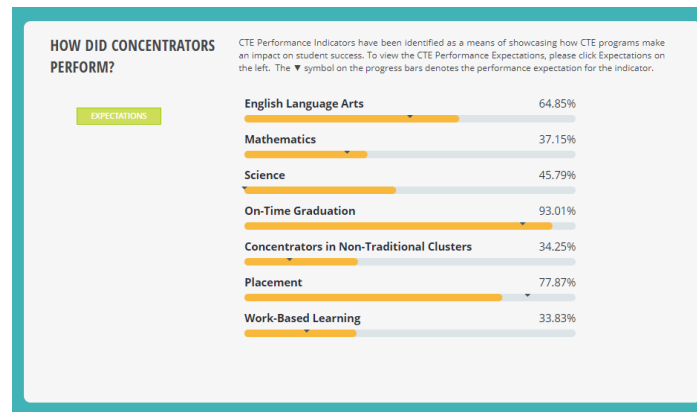 HOW DID CONCENTRATORS
PERFORM?
CTE Performance Indicators have been identified as a means of showcasing how CTE programs make
an impact on student success. To view the CTE Performance Expectations, please click Expectations on
the left. The ▼ symbol on the progress bars denotes the performance expectation for the indicator.
EXPECTATIONS
English Language Arts 64.85%
Mathematics 37.15%
Science 45.79%
On-Time Graduation 93.01%
Concentrators in Non-Traditional Clusters 34.25%
Placement 77.87%
Work-Based Learning 33.83%